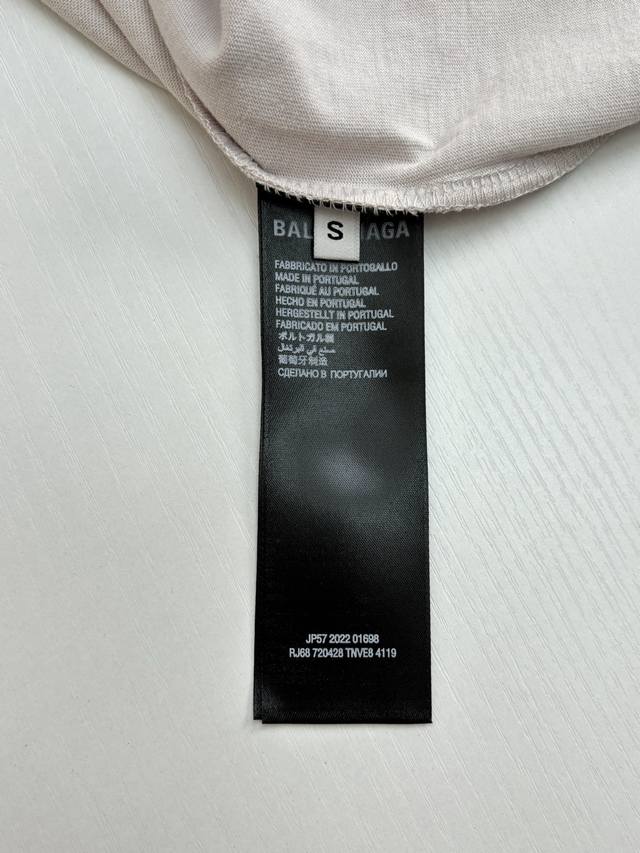 BAL AGA
S
FABBRICATO IN PORTOGALLO
MADE IN PORTUGAL
FABRIQUÉ AU PORTUGAL
HECHO EN PORTUGAL
HERGESTELLT IN PORTUGAL
FABRICADO EM PORTUGAL
ポルトガル製
صنع في البرتغال
葡萄牙制造
СДЕЛАНО В ПОРТУГАЛИИ
JP57 2022 01698
RJ68 720428 TNVE8 4119